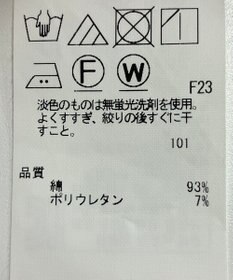 F W
F23
淡色のものは無蛍光洗剤を使用。
よくすすぎ、絞りの後すぐに干
すこと。
101
品質
綿 93%
ポリウレタン 7%